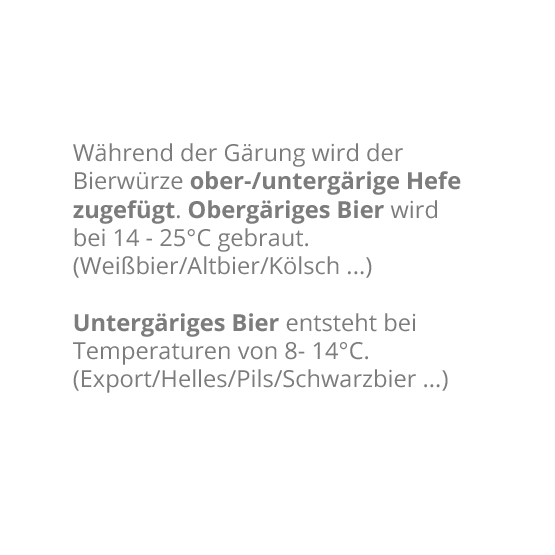 Während der Gärung wird der
Bierwürze ober-/untergärige Hefe
zugefügt. Obergäriges Bier wird
bei 14 - 25°C gebraut.
(Weißbier/Altbier/Kölsch ...)
Untergäriges Bier entsteht bei
Temperaturen von 8- 14°C.
(Export/Helles/Pils/Schwarzbier ...)